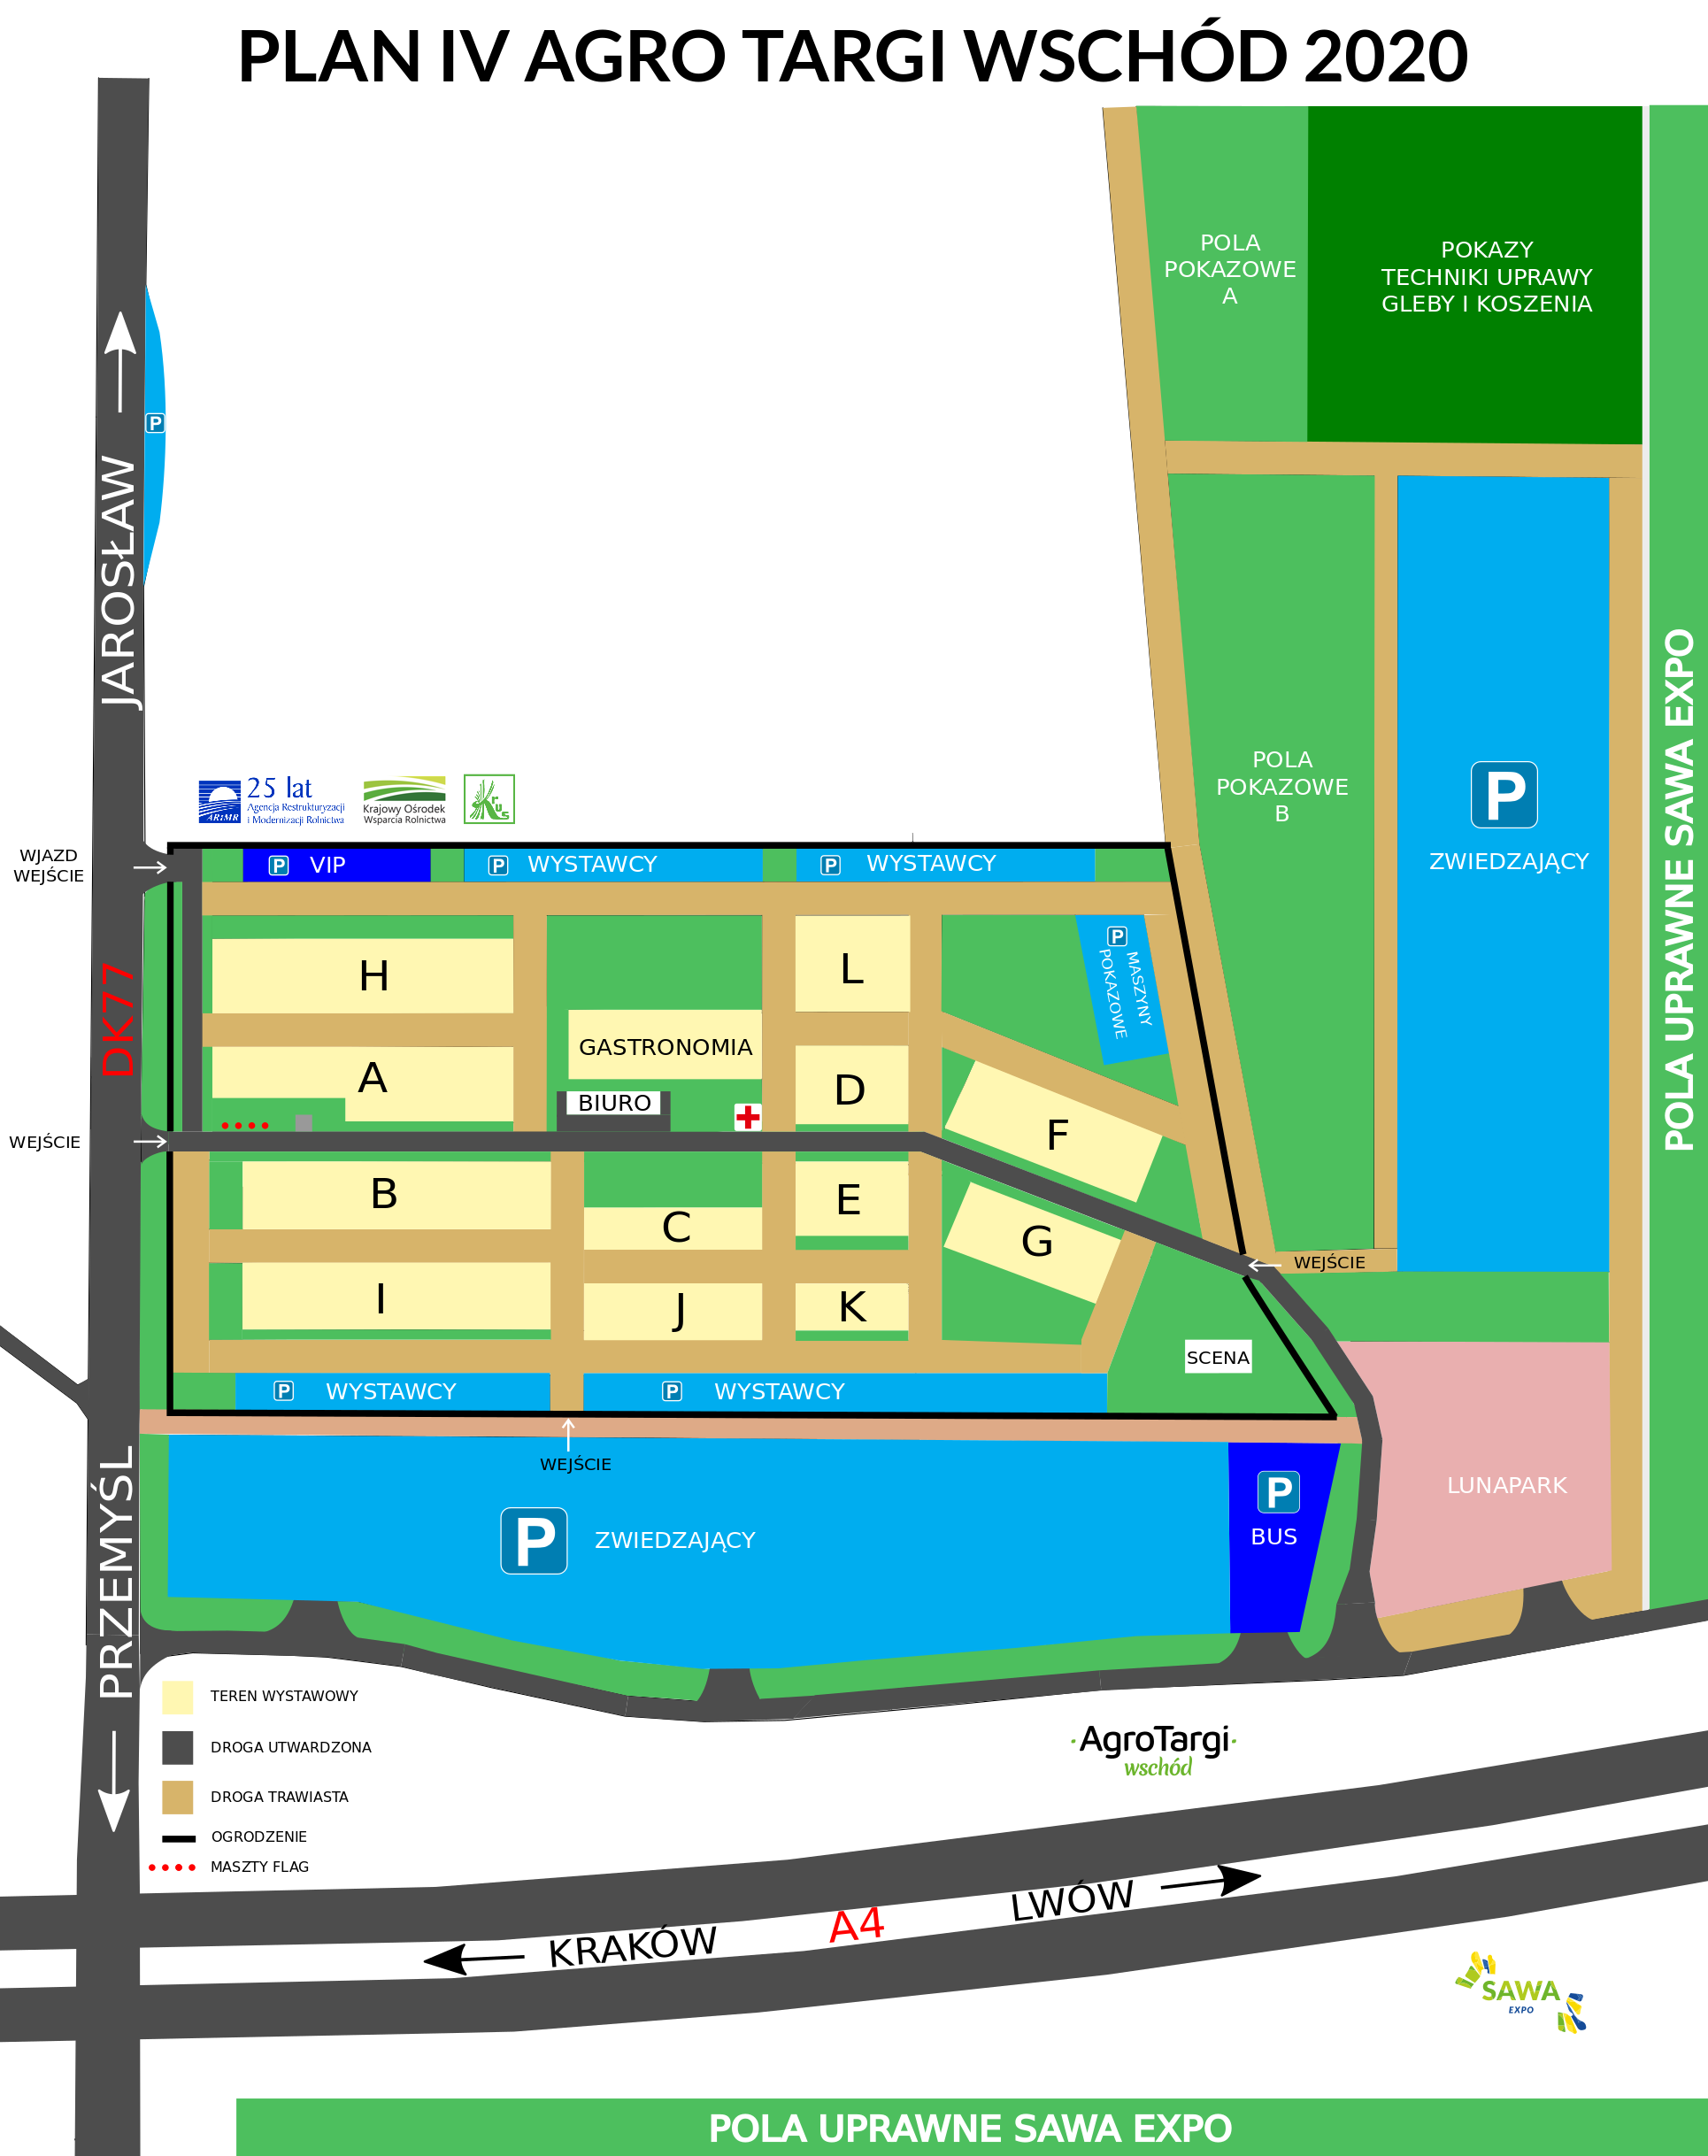 PLAN IV AGRO TARGI WSCHÓD 2020
POLA
POKAZOWE
A
POKAZY
TECHNIKI UPRAWY
GLEBY I KOSZENIA
P
JAROSŁAW
POLA UPRAWNE SAWA EXPO
POLA
POKAZOWE
B
P
ZWIEDZAJĄCY
25 lat
Agencja Restrukturyzacji
i Modernizacji Rolnictwa
ARiMR
Krajowy Ośrodek
Wsparcia Rolnictwa
Krus
WJAZD
WEJŚCIE
P VIP
P WYSTAWCY
P WYSTAWCY
P
MASZYNY
POKAZOWE
H
L
DK77
GASTRONOMIA
A
D
BIURO
F
WEJŚCIE
B
E
C
G
WEJŚCIE
I
J
K
SCENA
P WYSTAWCY
P WYSTAWCY
WEJŚCIE
PRZEMYŚL
P ZWIEDZAJĄCY
P
BUS
LUNAPARK
TEREN WYSTAWOWY
DROGA UTWARDZONA
DROGA TRAWIASTA
OGRODZENIE
MASZTY FLAG
AgroTargi
wschód
KRAKÓW
A4
LWÓW
SAWA
EXPO
POLA UPRAWNE SAWA EXPO